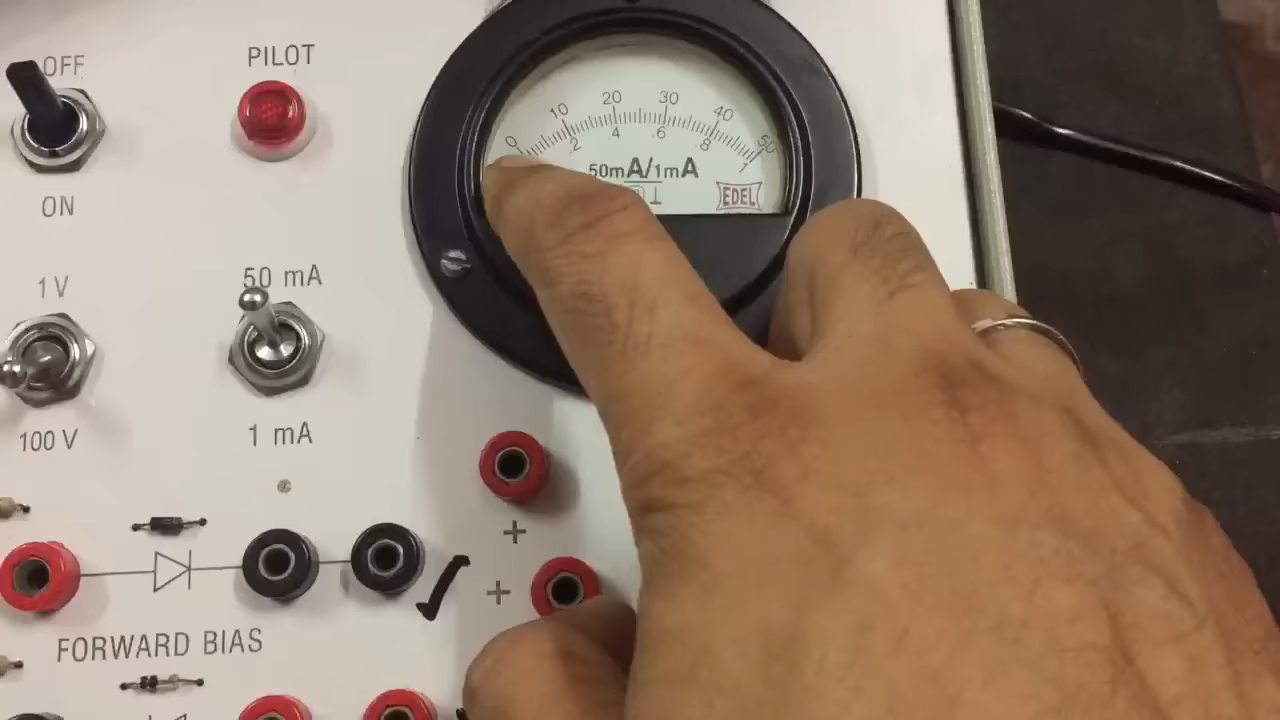 OFF
PILOT
ON
0 10 20 30 40 50
.2 4 .6 .8 1
50mA/1mA
EDEL
1 V
50 mA
100 V
1 mA
+
+
FORWARD BIAS